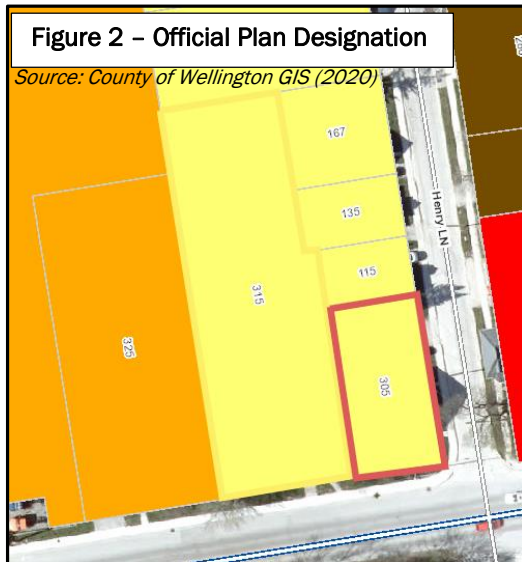 Figure 2 – Official Plan Designation
Source: County of Wellington GIS (2020)
167
Henry LN
135
115
315
325
305